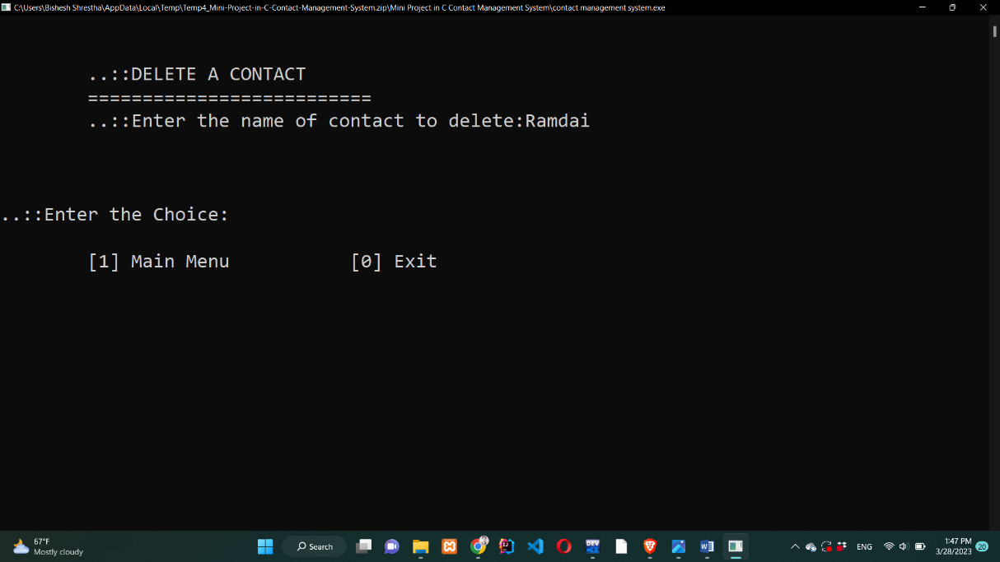 C:\Users\Bishesh Shrestha\AppData\Local\Temp\Temp4_Mini-Project-in-C-Contact-Management-System.zip\Mini Project in C Contact Management System\contact management system.exe
..::DELETE A CONTACT
==========================
..::Enter the name of contact to delete:Ramdai
..::Enter the Choice:
[1] Main Menu [0] Exit
67°F
Mostly cloudy
Search
DEV
ENG
1:47 PM
3/28/2023
20